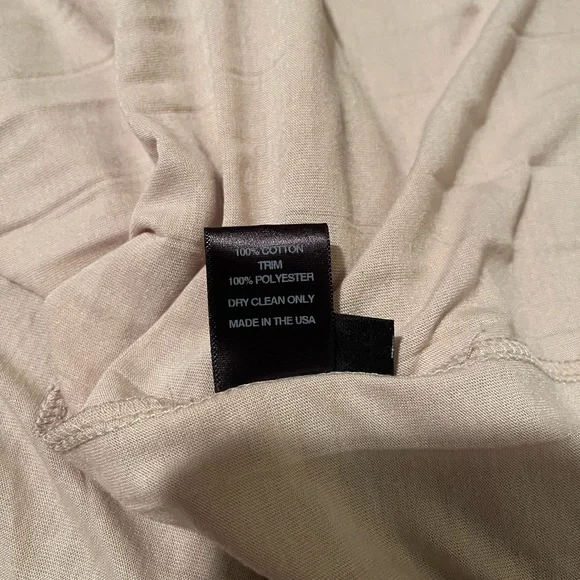 100% COTTON
TRIM
100% POLYESTER
DRY CLEAN ONLY
MADE IN THE USA